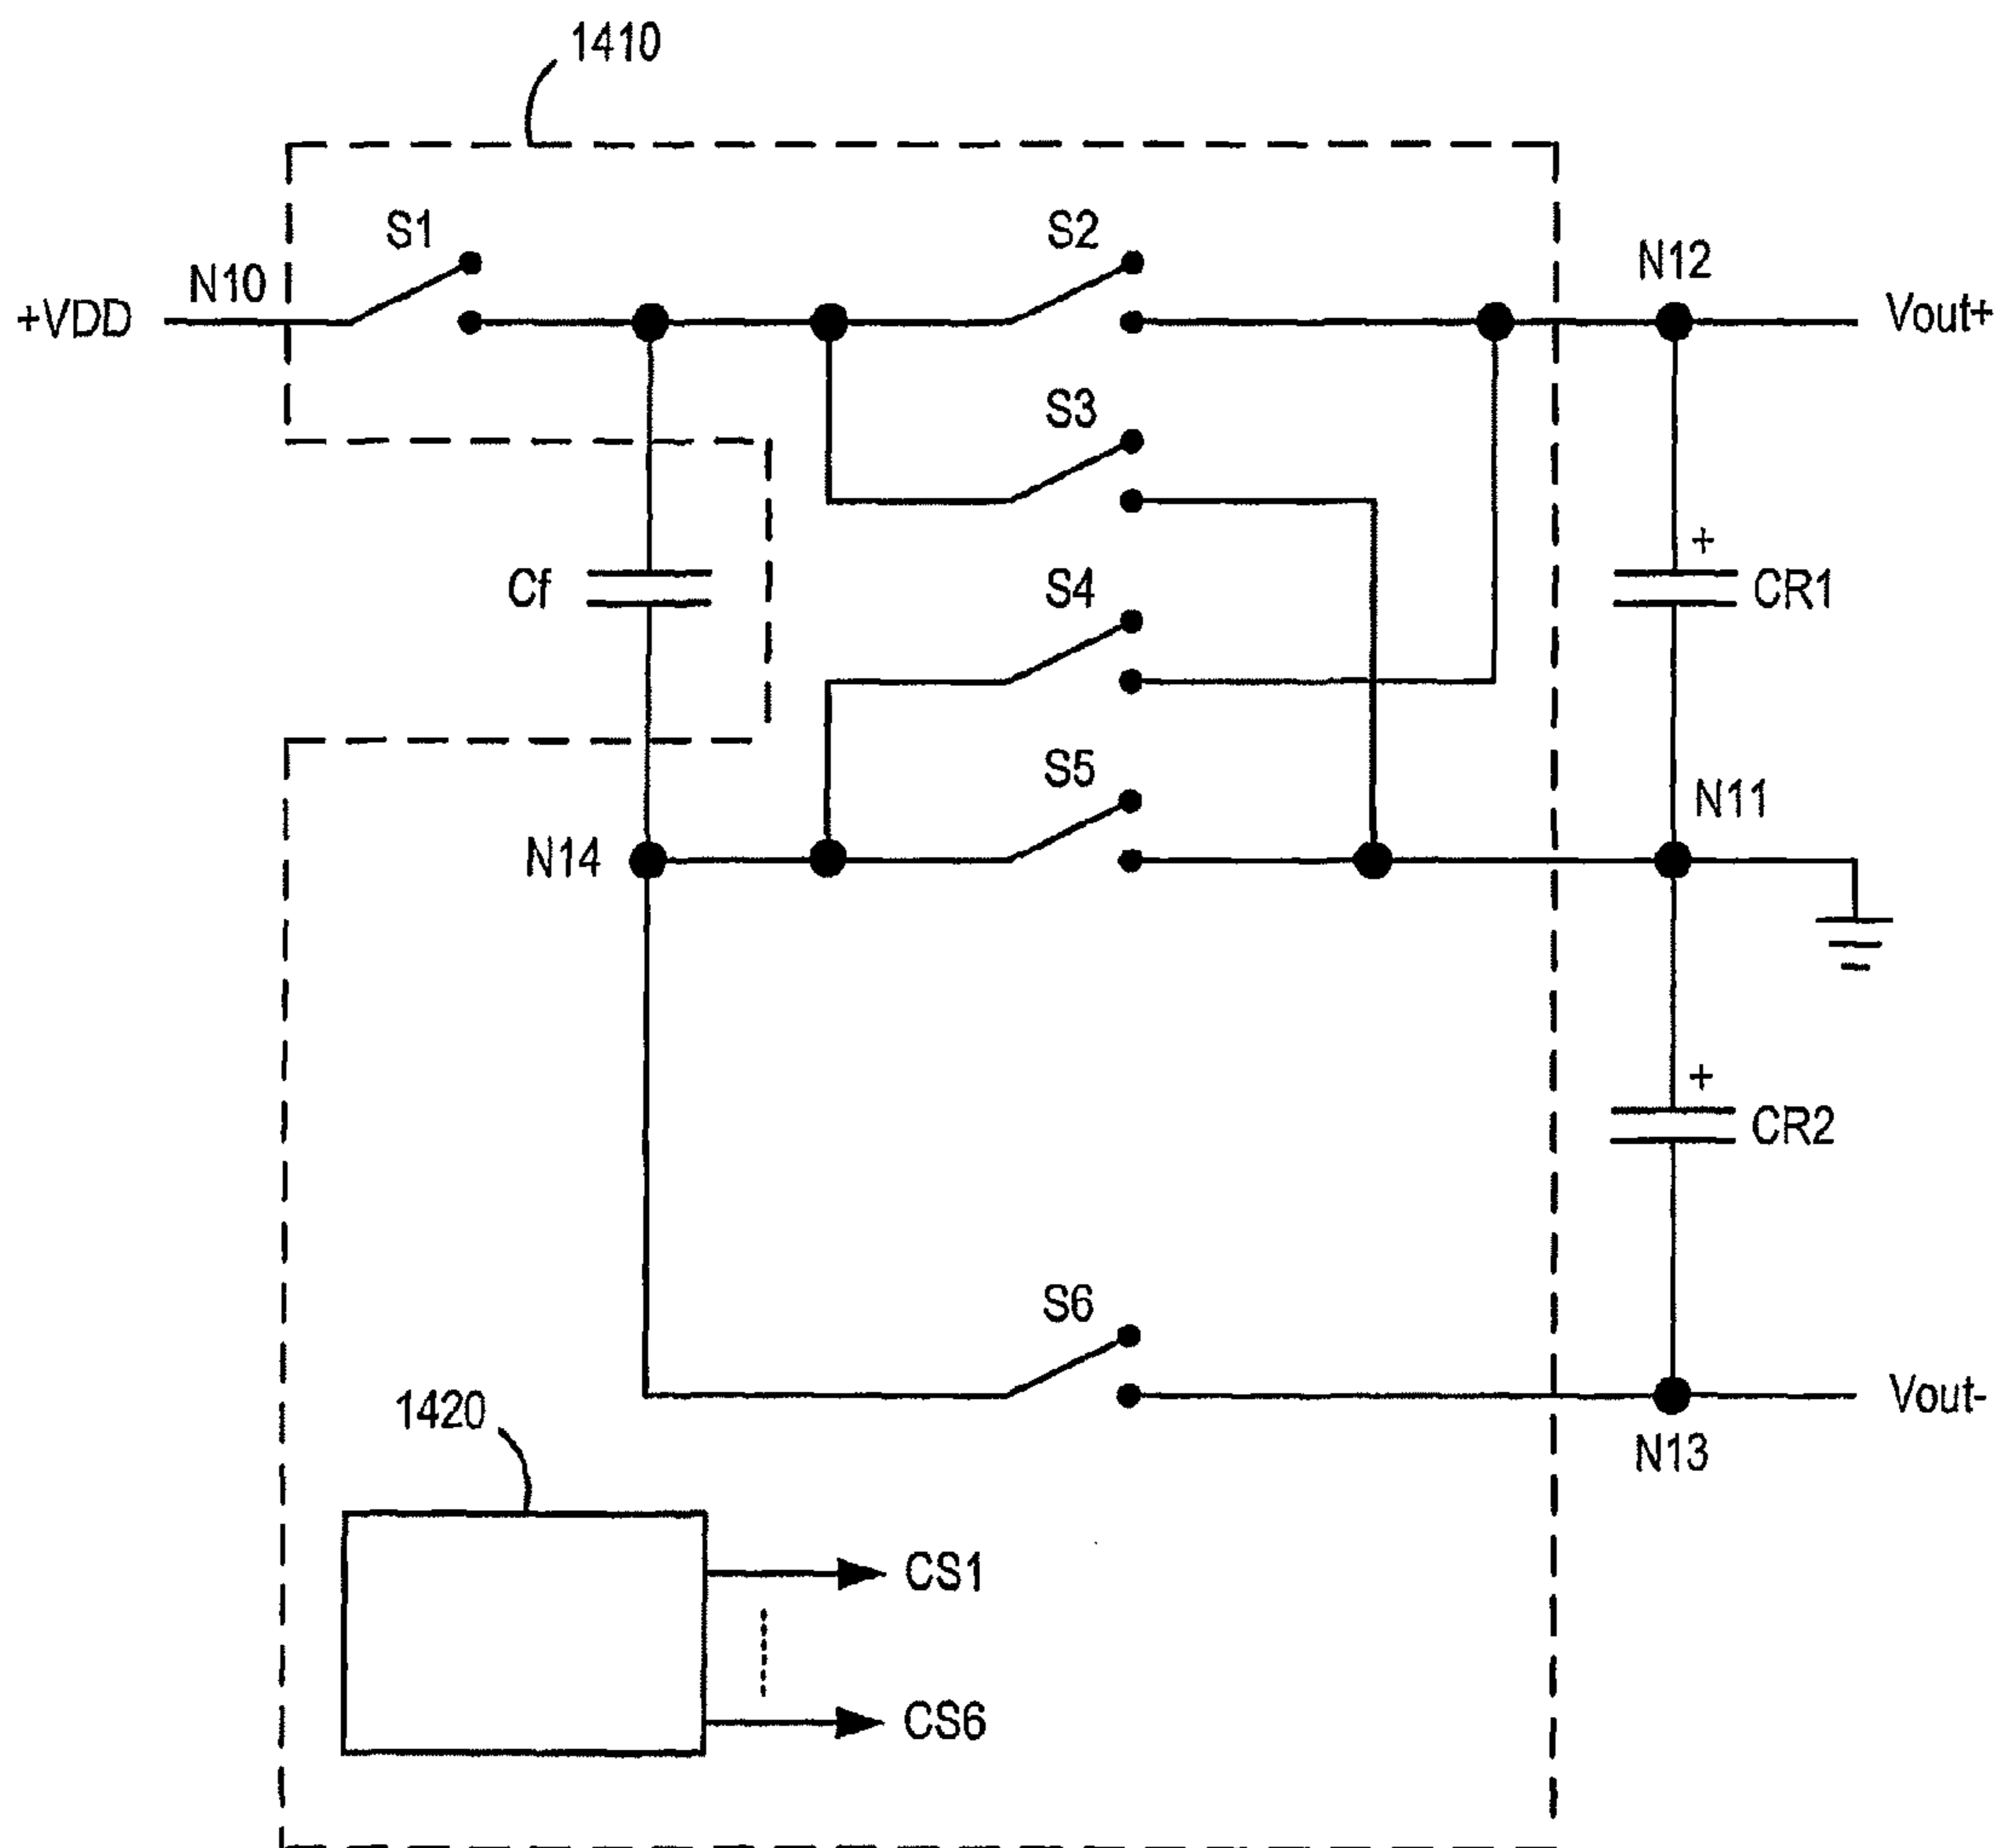 1410
S1
S2
N10
N12
+VDD
Vout+
S3
+
Cf
S4
CR1
S5
N11
N14
+
CR2
S6
1420
Vout-
N13
CS1
CS6